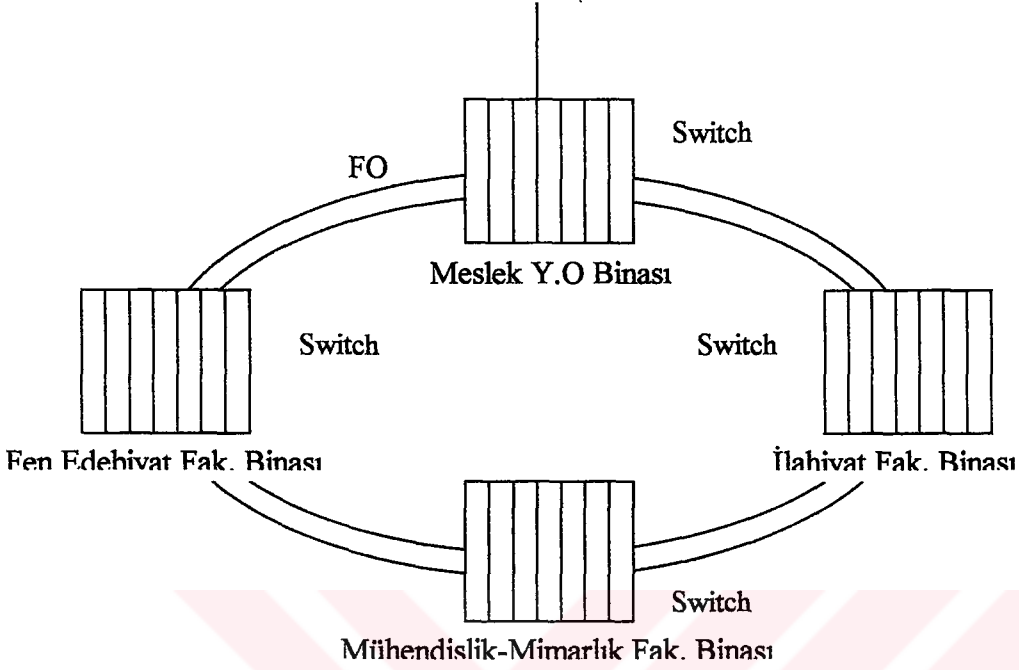 Switch
FO
Meslek Y.O Binası
Switch
Switch
Fen Edebiyat Fak. Binası
İlahiyat Fak. Binası
Switch
Mühendislik-Mimarlık Fak. Binası